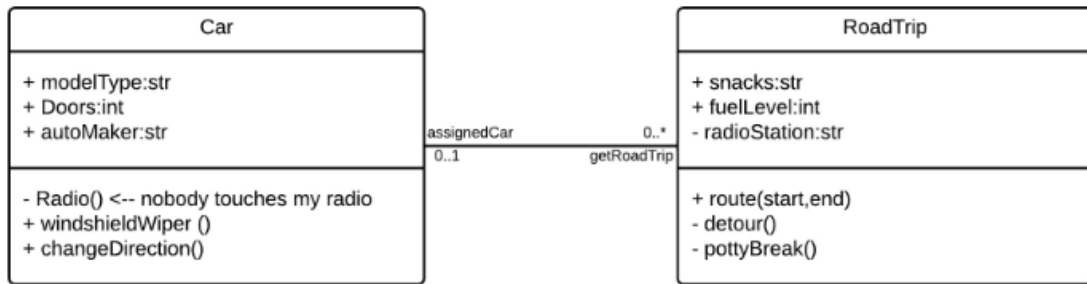 Car
+ modelType:str
+ Doors:int
+ autoMaker:str
- Radio() <-- nobody touches my radio
+ windshieldWiper ()
+ changeDirection()
assignedCar
0..1
0..*
getRoadTrip
RoadTrip
+ snacks:str
+ fuelLevel:int
- radioStation:str
+ route(start,end)
- detour()
- pottyBreak()